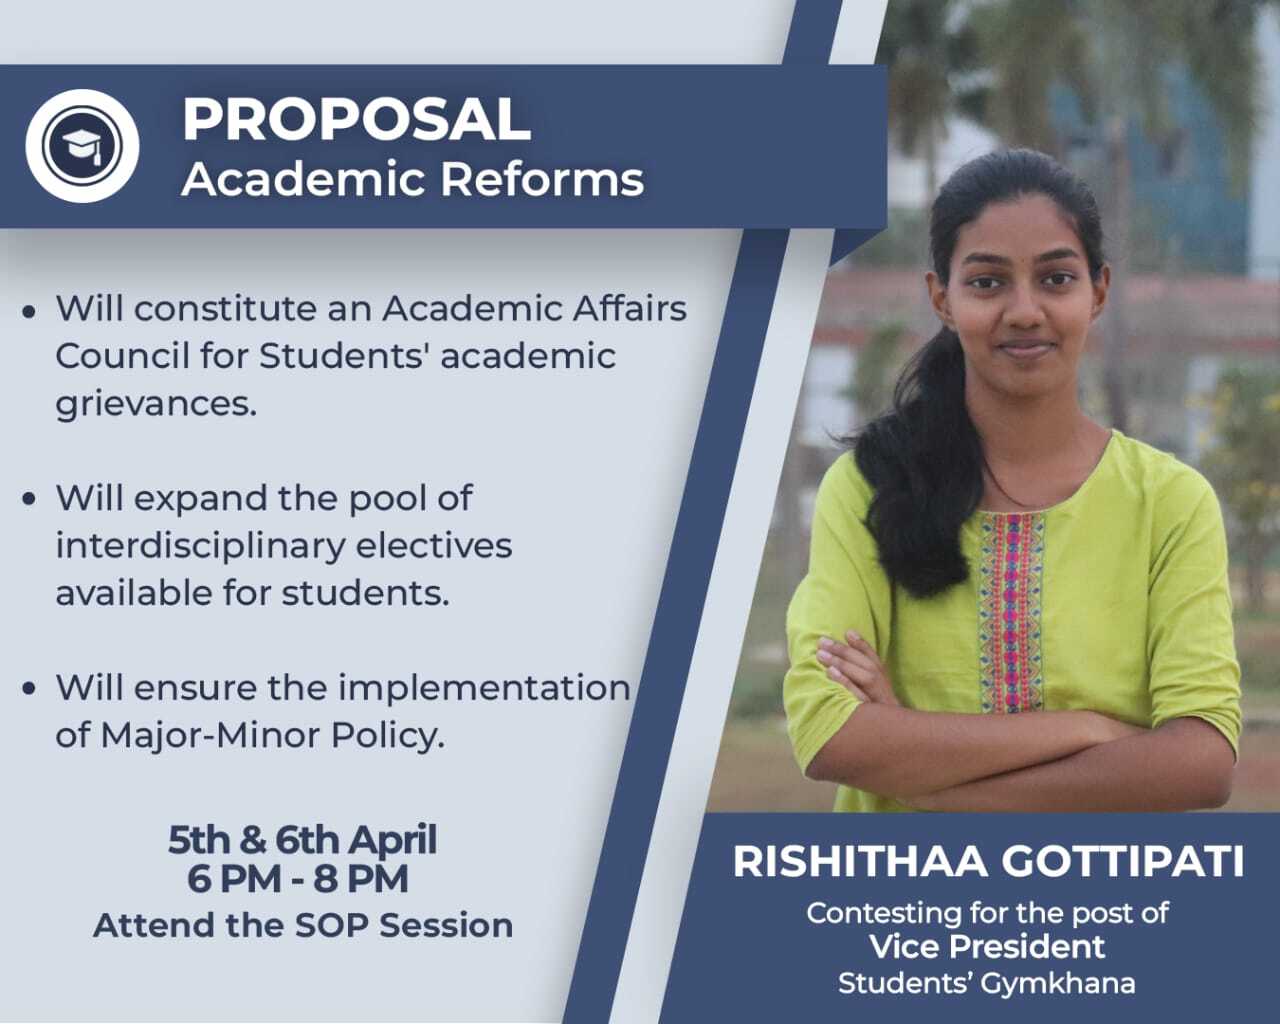 PROPOSAL
Academic Reforms
• Will constitute an Academic Affairs
Council for Students' academic
grievances.
• Will expand the pool of
interdisciplinary electives
available for students.
• Will ensure the implementation
of Major-Minor Policy.
5th & 6th April
6 PM - 8 PM
Attend the SOP Session
RISHITHAA GOTTIPATI
Contesting for the post of
Vice President
Students’ Gymkhana